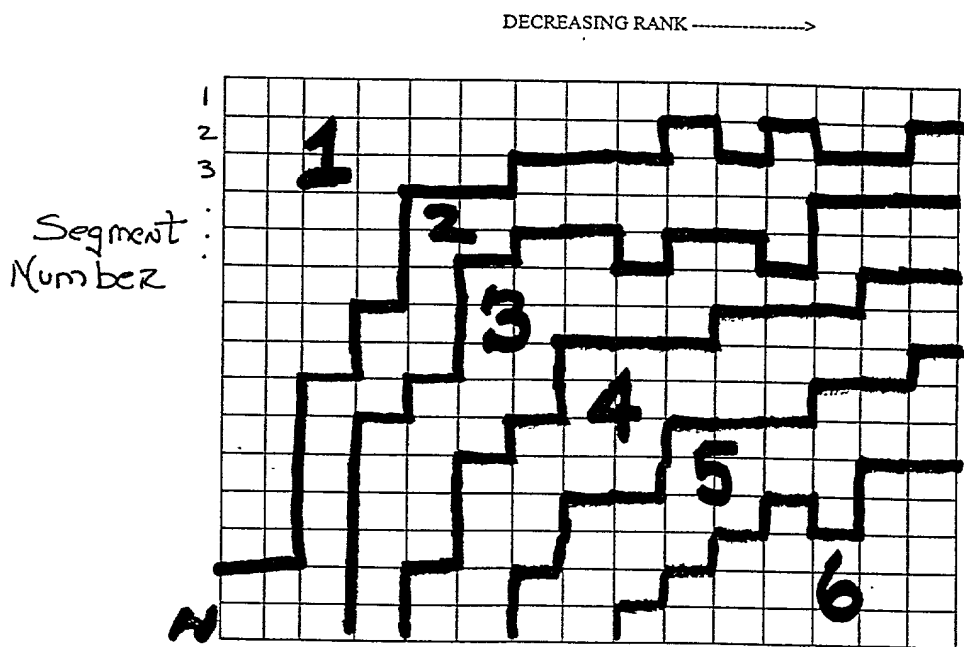 DECREASING RANK ---------------->
1
2
3
:
:
Segment
Number
N
1
2
3
4
5
6